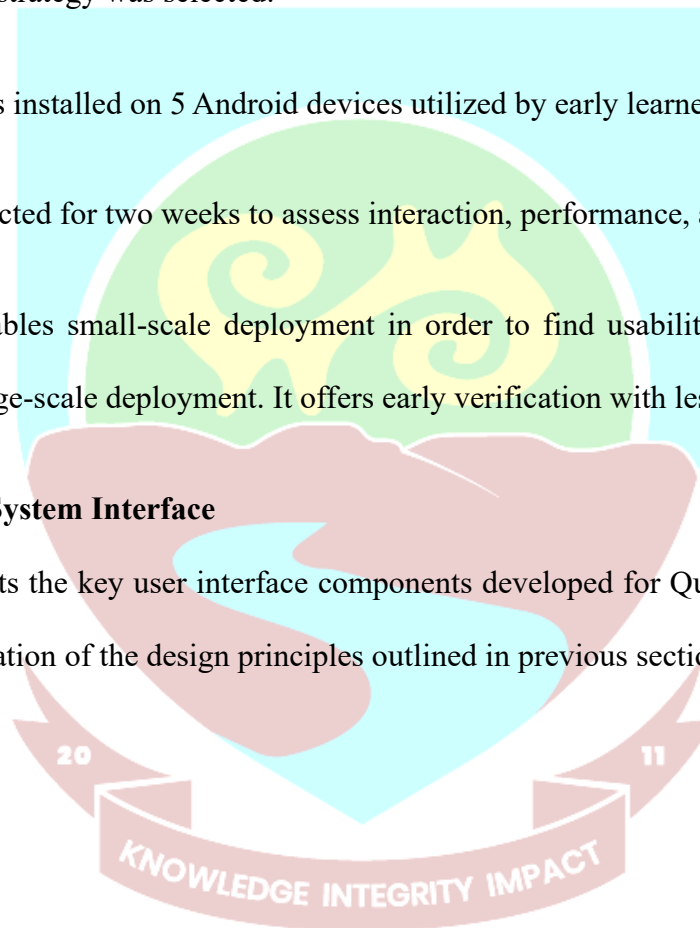 strategy was selected.
s installed on 5 Android devices utilized by early learne
cted for two weeks to assess interaction, performance, a
ables small-scale deployment in order to find usabilit
ge-scale deployment. It offers early verification with les
System Interface
ts the key user interface components developed for Qu
ation of the design principles outlined in previous sectio
20
11
KNOWLEDGE INTEGRITY IMPACT